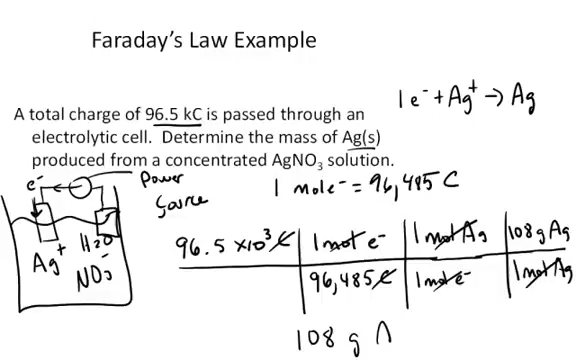 Faraday's Law Example
1e⁻ + Ag⁺ → Ag
A total charge of 96.5 kC is passed through an
electrolytic cell. Determine the mass of Ag(s)
produced from a concentrated AgNO₃ solution.
e⁻
Power
Source
1 mol e⁻ = 96,485 C
Ag⁺ H₂O
NO₃⁻
96.5 x10³ C | 1 mol e⁻ | 1 mol Ag | 108 g Ag
96,485 C | 1 mol e⁻ | 1 mol Ag
108 g